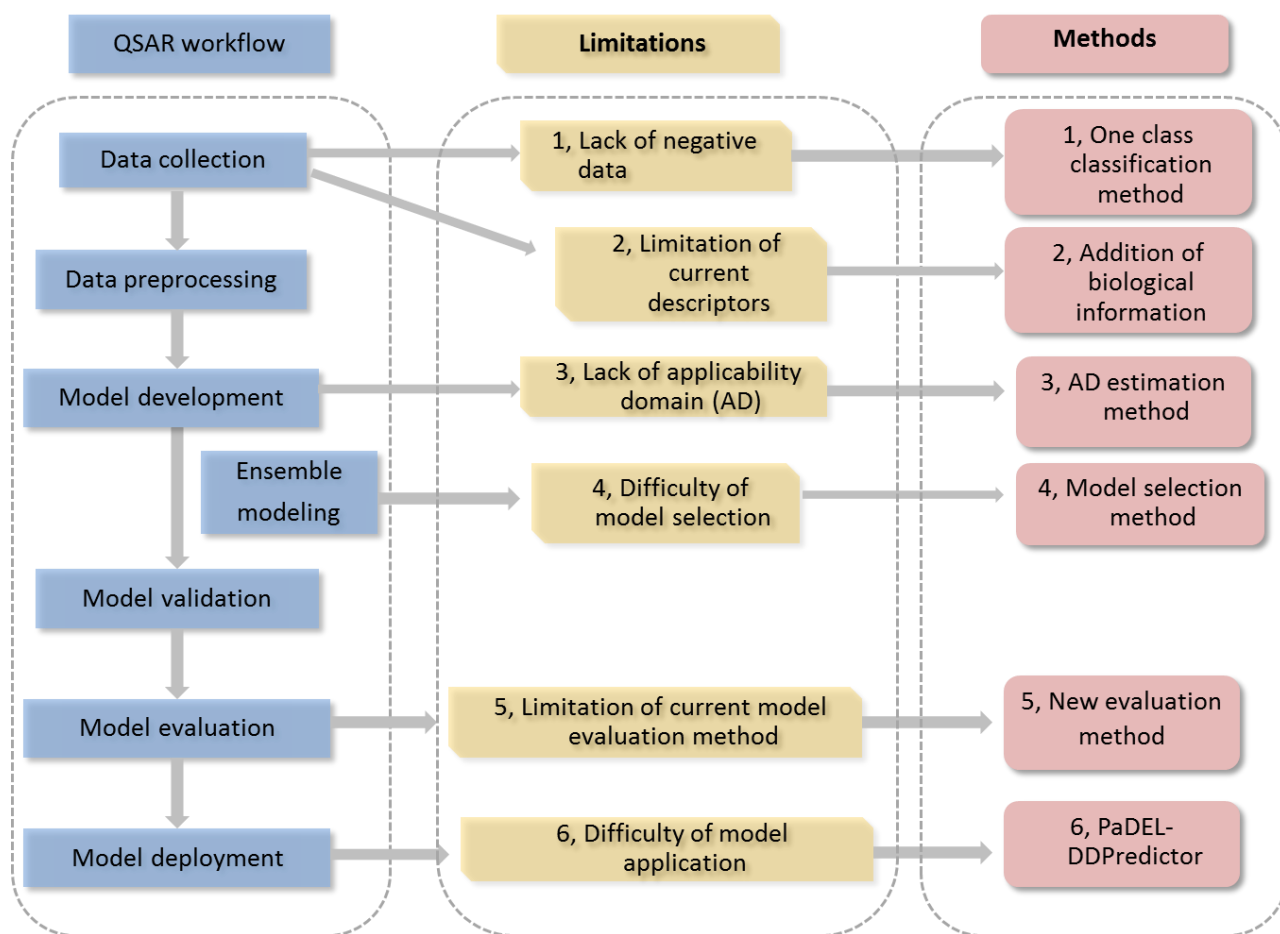 QSAR workflow
Limitations
Methods
Data collection
1, Lack of negative
data
1, One class
classification
method
2, Limitation of
current
descriptors
2, Addition of
biological
information
Data preprocessing
Model development
3, Lack of applicability
domain (AD)
3, AD estimation
method
Ensemble
modeling
4, Difficulty of
model selection
4, Model selection
method
Model validation
Model evaluation
5, Limitation of current model
evaluation method
5, New evaluation
method
Model deployment
6, Difficulty of model
application
6, PaDEL-
DDPredictor